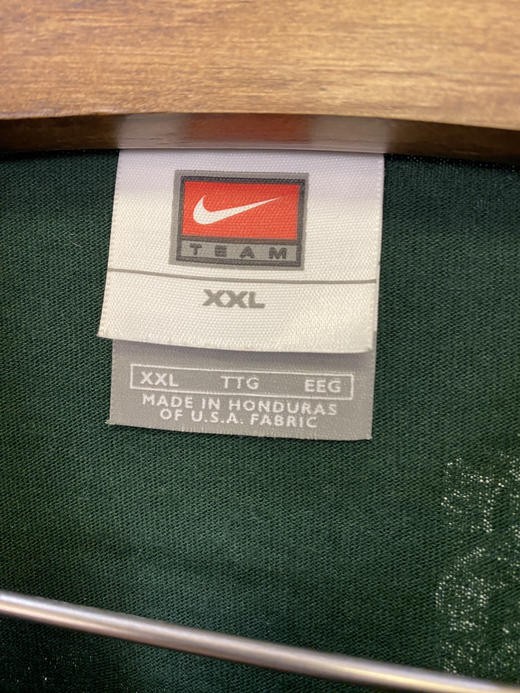 TEAM
XXL
XXL TTG EEG
MADE IN HONDURAS
OF U.S.A. FABRIC